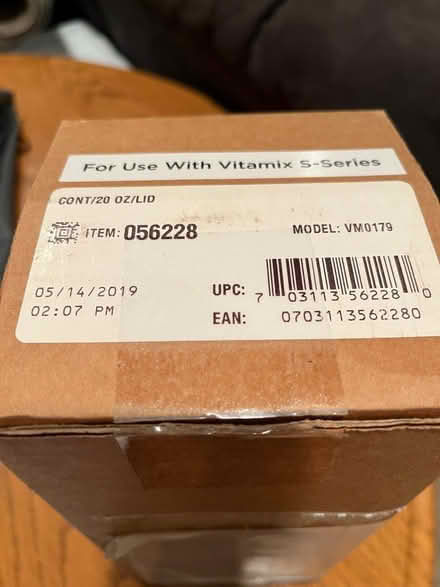 For Use With Vitamix S-Series
CONT/20 OZ/LID
ITEM: 056228
MODEL: VM0179
05/14/2019
02:07 PM
UPC: 7 03113 56228 0
EAN: 0703113562280